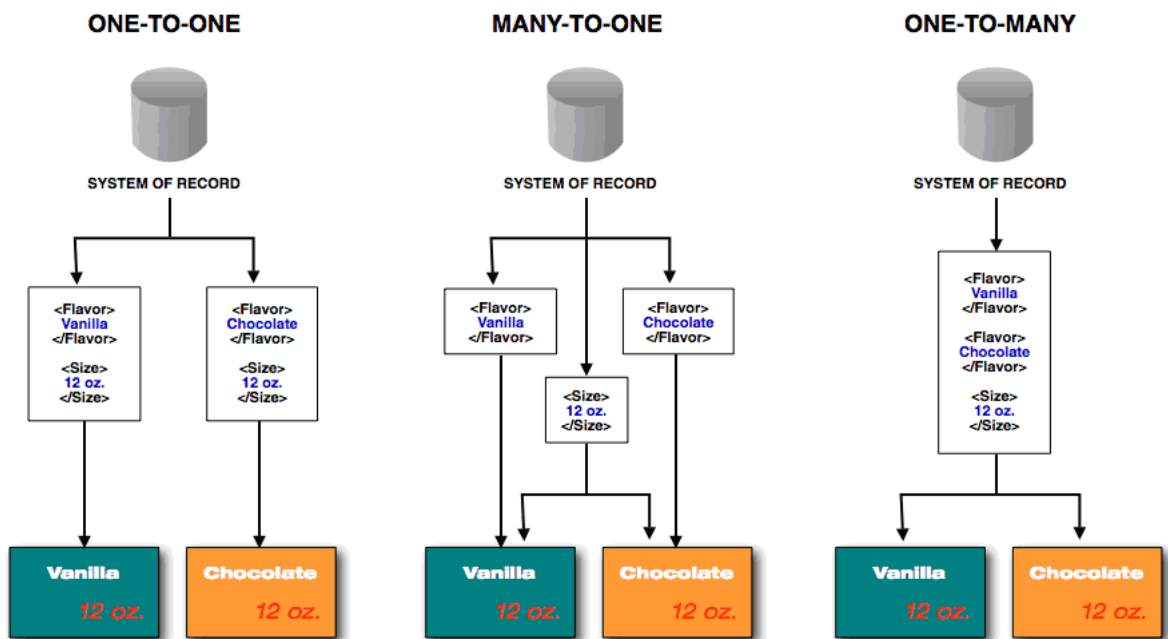 ONE-TO-ONE
SYSTEM OF RECORD
<Flavor>
Vanilla
</Flavor>
<Size>
12 oz.
</Size>
<Flavor>
Chocolate
</Flavor>
<Size>
12 oz.
</Size>
Vanilla
12 oz.
Chocolate
12 oz.
MANY-TO-ONE
SYSTEM OF RECORD
<Flavor>
Vanilla
</Flavor>
<Flavor>
Chocolate
</Flavor>
<Size>
12 oz.
</Size>
Vanilla
12 oz.
Chocolate
12 oz.
ONE-TO-MANY
SYSTEM OF RECORD
<Flavor>
Vanilla
</Flavor>
<Flavor>
Chocolate
</Flavor>
<Size>
12 oz.
</Size>
Vanilla
12 oz.
Chocolate
12 oz.